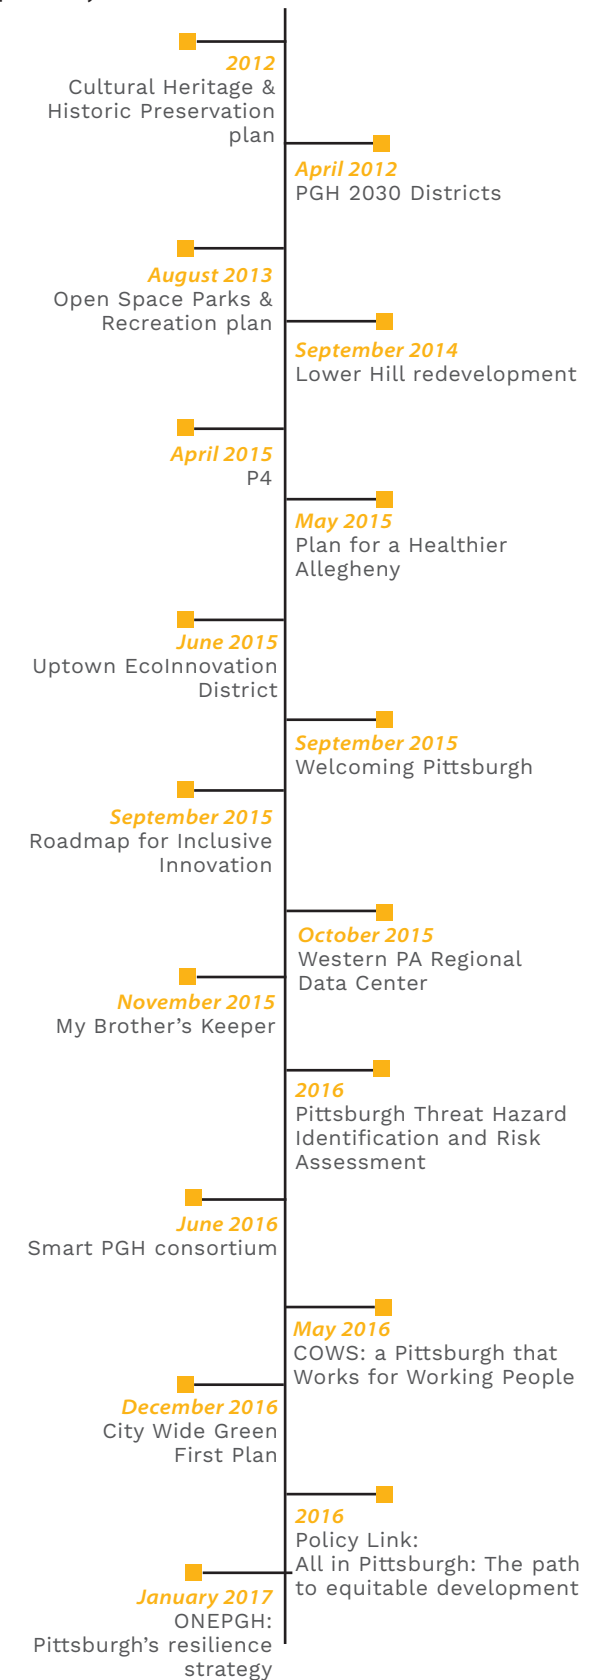 2012
Cultural Heritage &
Historic Preservation
plan
April 2012
PGH 2030 Districts
August 2013
Open Space Parks &
Recreation plan
September 2014
Lower Hill redevelopment
April 2015
P4
May 2015
Plan for a Healthier
Allegheny
June 2015
Uptown EcoInnovation
District
September 2015
Welcoming Pittsburgh
September 2015
Roadmap for Inclusive
Innovation
October 2015
Western PA Regional
Data Center
November 2015
My Brother’s Keeper
2016
Pittsburgh Threat Hazard
Identification and Risk
Assessment
June 2016
Smart PGH consortium
May 2016
COWS: a Pittsburgh that
Works for Working People
December 2016
City Wide Green
First Plan
2016
Policy Link:
All in Pittsburgh: The path
to equitable development
January 2017
ONEPGH:
Pittsburgh’s resilience
strategy